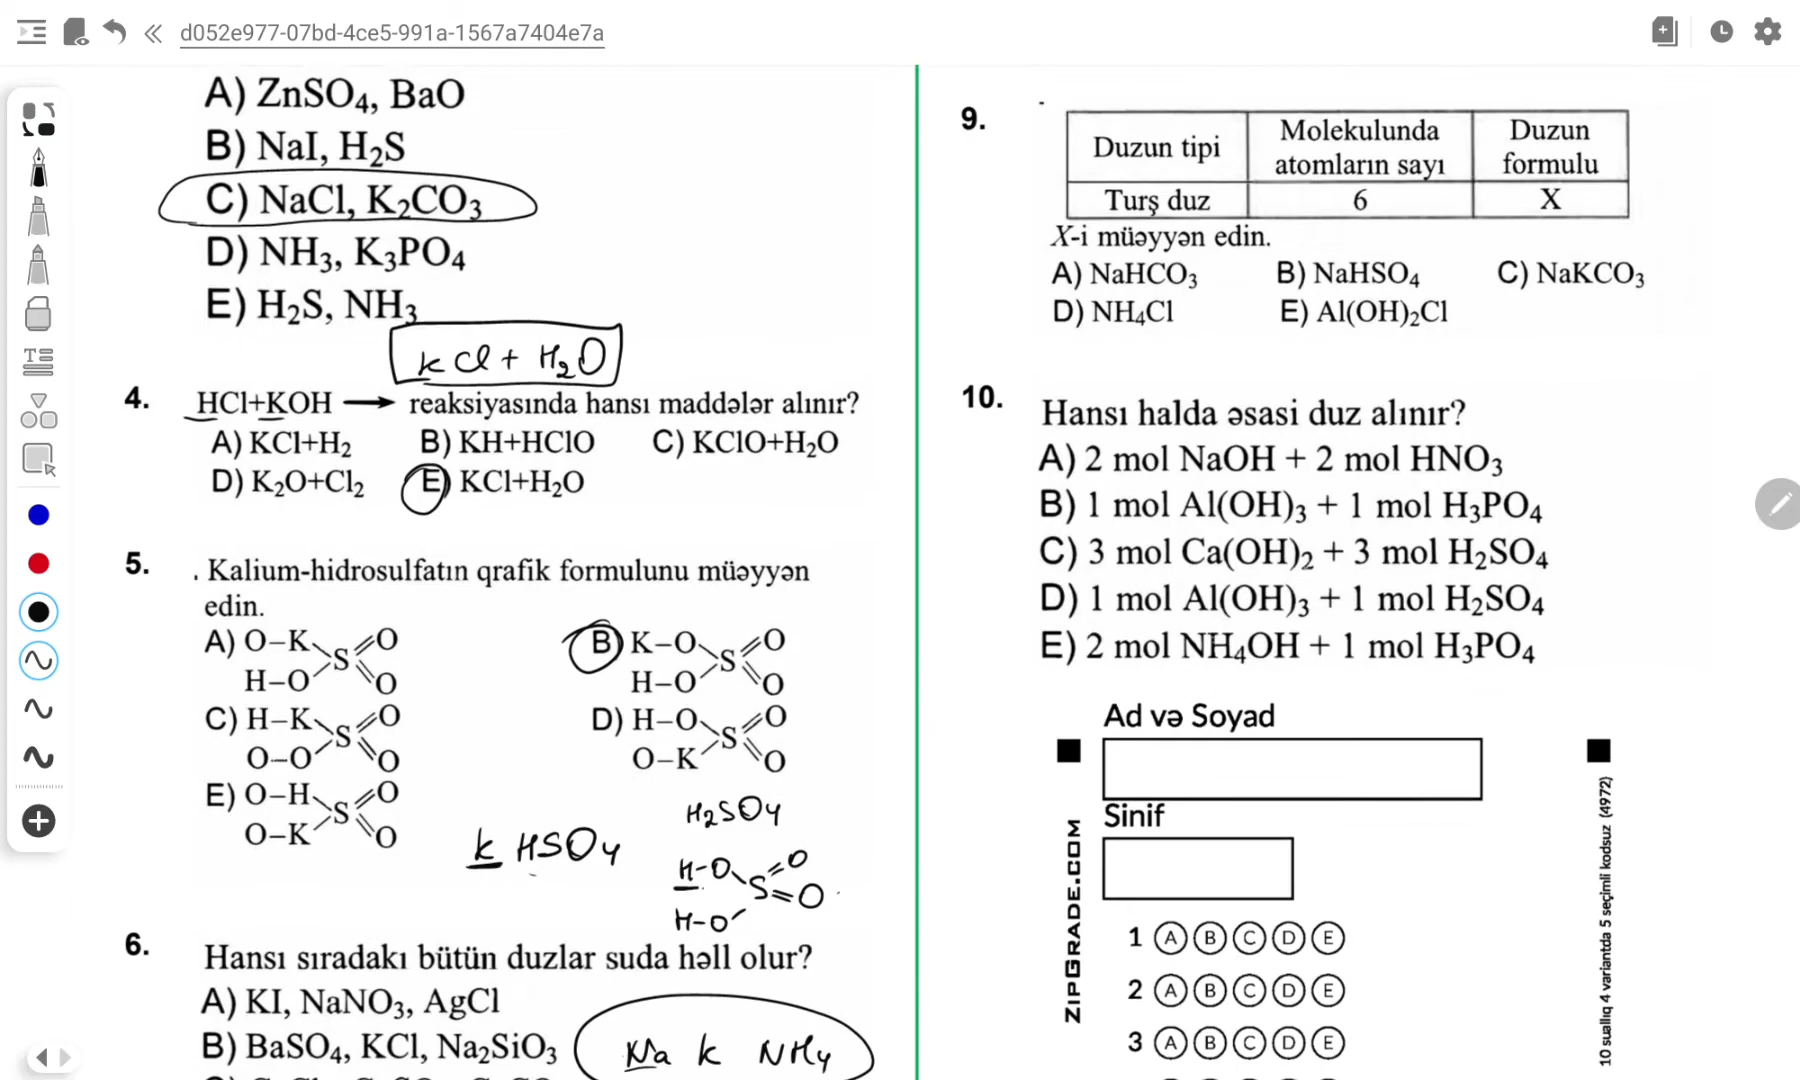 d052e977-07bd-4ce5-991a-1567a7404e7a
A) ZnSO₄, BaO
B) NaI, H₂S
C) NaCl, K₂CO₃
D) NH₃, K₃PO₄
E) H₂S, NH₃
kCl + H₂O
4. HCl+KOH → reaksiyasında hansı maddələr alınır?
A) KCl+H₂ B) KH+HClO C) KClO+H₂O
D) K₂O+Cl₂ E) KCl+H₂O
5. . Kalium-hidrosulfatın qrafik formulunu müəyyən
edin.
A) O–K S=O
H–O =O
B) K–O S=O
H–O =O
C) H–K S=O
O–O =O
D) H–O S=O
O–K =O
E) O–H S=O
O–K =O
k HSO₄
H₂SO₄
H-O S=O
H-O =O
6. Hansı sıradakı bütün duzlar suda həll olur?
A) KI, NaNO₃, AgCl
B) BaSO₄, KCl, Na₂SiO₃
Na k NH₄
9.
Duzun tipi Molekulunda atomların sayı Duzun formulu
Turş duz 6 X
X-i müəyyən edin.
A) NaHCO₃ B) NaHSO₄ C) NaKCO₃
D) NH₄Cl E) Al(OH)₂Cl
10. Hansı halda əsasi duz alınır?
A) 2 mol NaOH + 2 mol HNO₃
B) 1 mol Al(OH)₃ + 1 mol H₃PO₄
C) 3 mol Ca(OH)₂ + 3 mol H₂SO₄
D) 1 mol Al(OH)₃ + 1 mol H₂SO₄
E) 2 mol NH₄OH + 1 mol H₃PO₄
Ad və Soyad
Sinif
ZIPGRADE.COM
1 A B C D E
2 A B C D E
3 A B C D E
10 suallıq 4 variantda 5 seçimli kodsuz (4972)